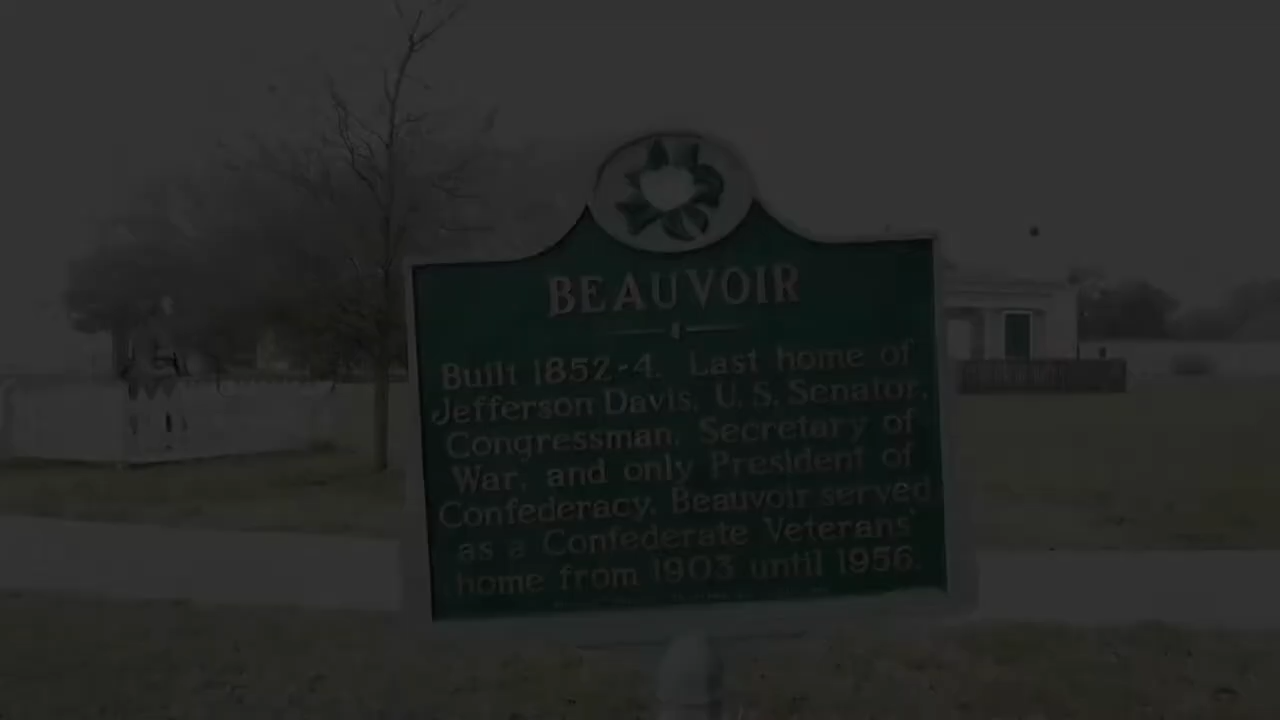 BEAUVOIR
Built 1852-4. Last home of
Jefferson Davis, U.S. Senator,
Congressman, Secretary of
War, and only President of
Confederacy. Beauvoir served
as a Confederate Veterans'
home from 1903 until 1956.